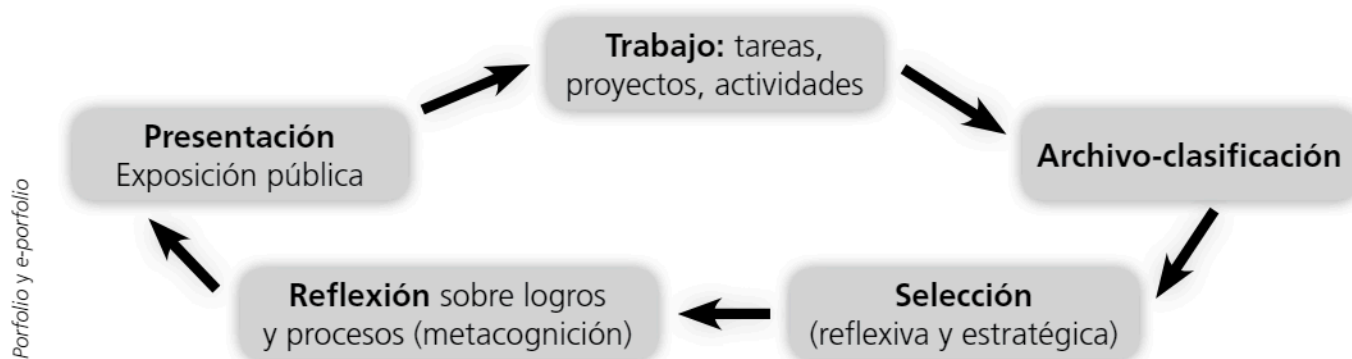 Trabajo: tareas,
proyectos, actividades
Presentación
Exposición pública
Archivo-clasificación
Porfolio y e-porfolio
Reflexión sobre logros
y procesos (metacognición)
Selección
(reflexiva y estratégica)